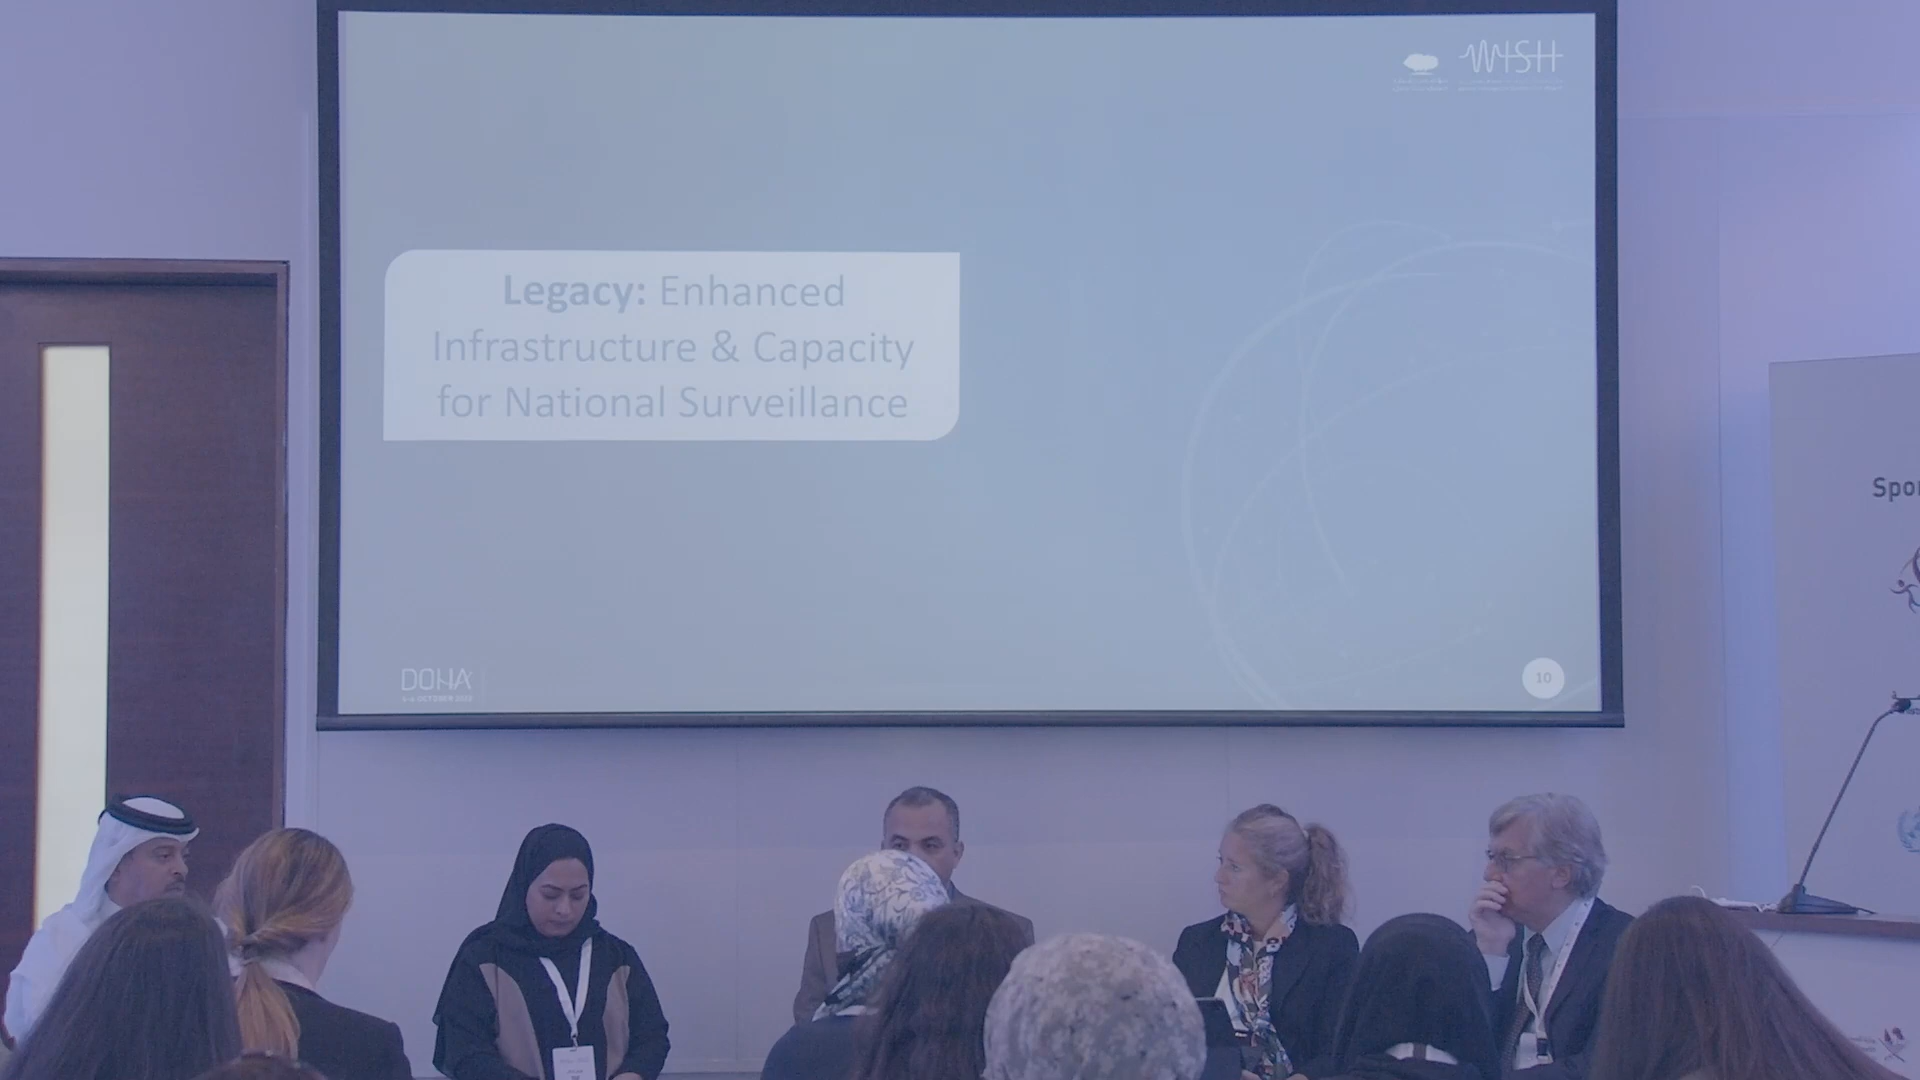 WISH
Legacy: Enhanced
Infrastructure & Capacity
for National Surveillance
Spo
DOHA
10